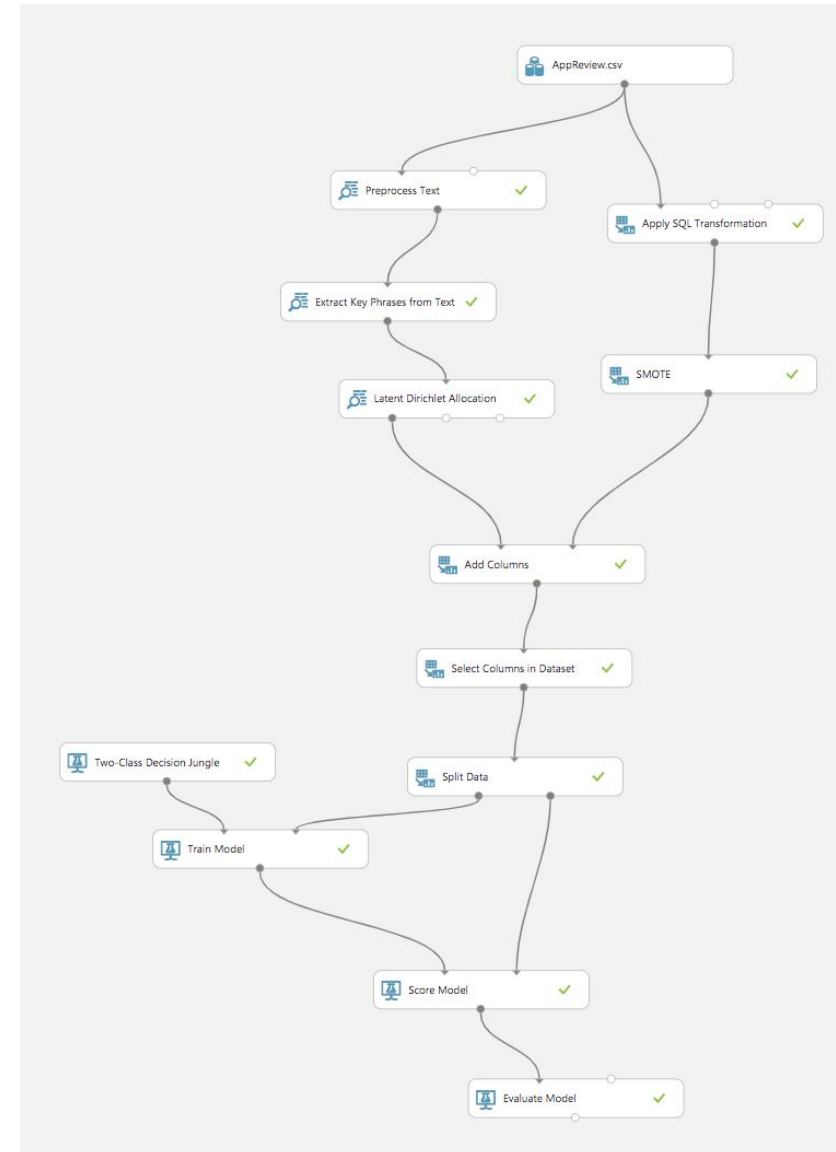 AppReview.csv
Preprocess Text
Apply SQL Transformation
Extract Key Phrases from Text
SMOTE
Latent Dirichlet Allocation
Add Columns
Select Columns in Dataset
Two-Class Decision Jungle
Split Data
Train Model
Score Model
Evaluate Model